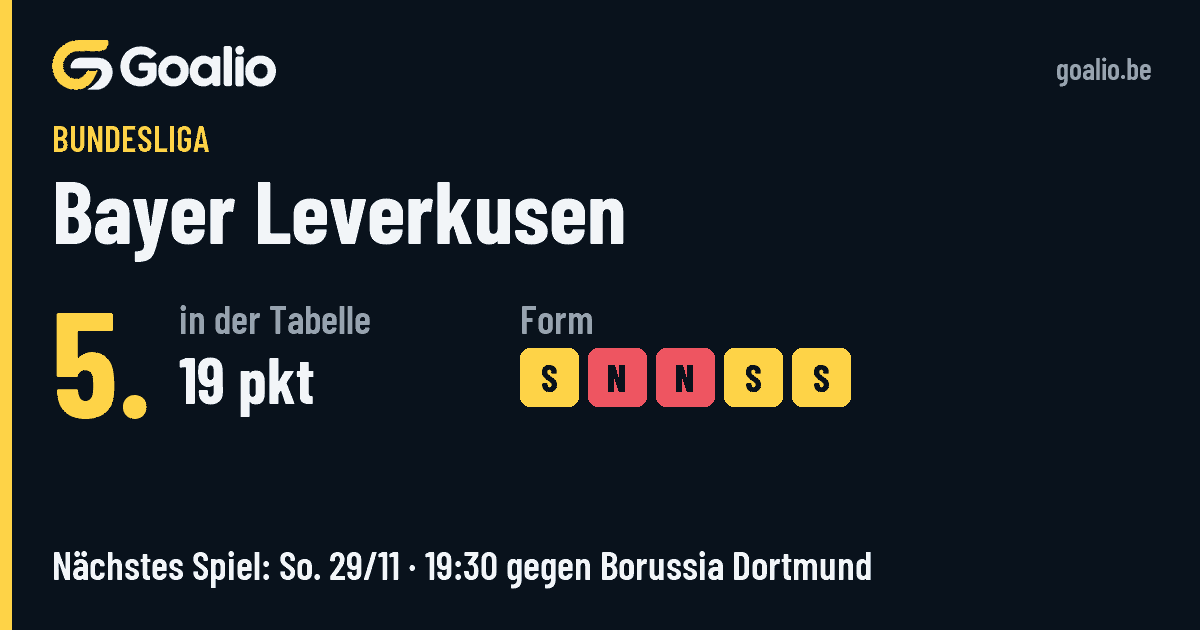 Goalio
goalio.be
BUNDESLIGA
Bayer Leverkusen
5.
in der Tabelle
19 pkt
Form
S N N S S
Nächstes Spiel: So. 29/11 · 19:30 gegen Borussia Dortmund